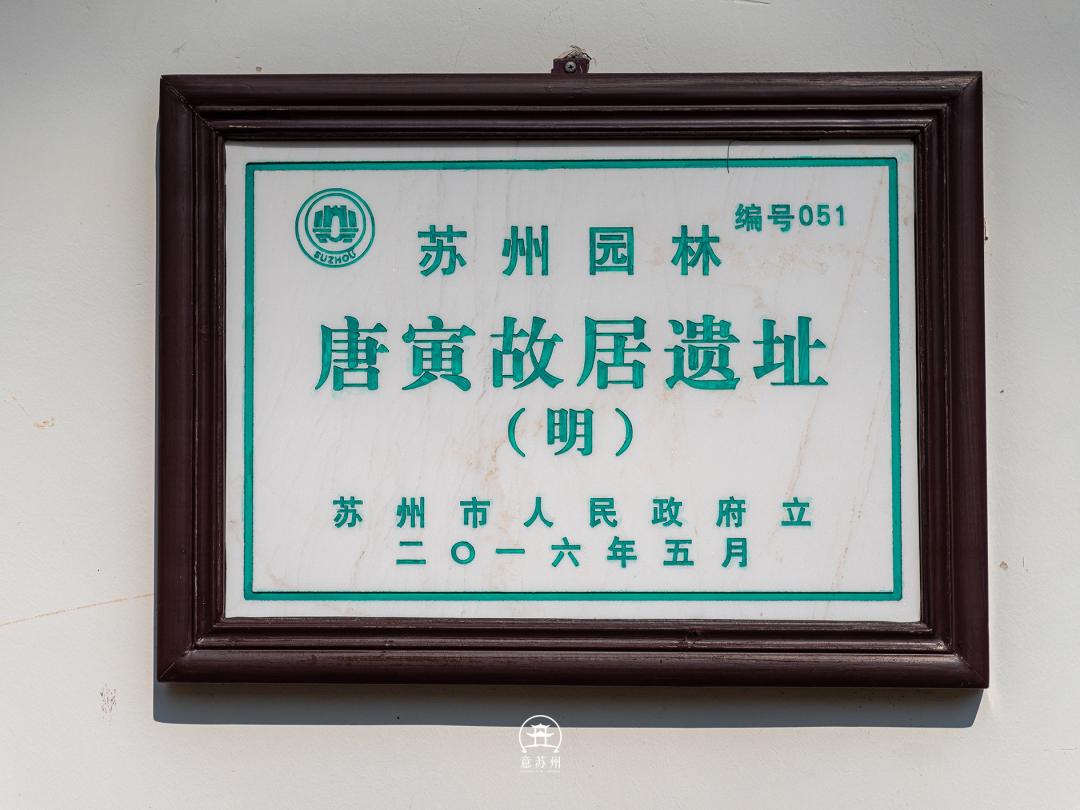 SUZHOU
苏州园林
编号051
唐寅故居遗址
（明）
苏州市人民政府立
二〇一六年五月
意苏州